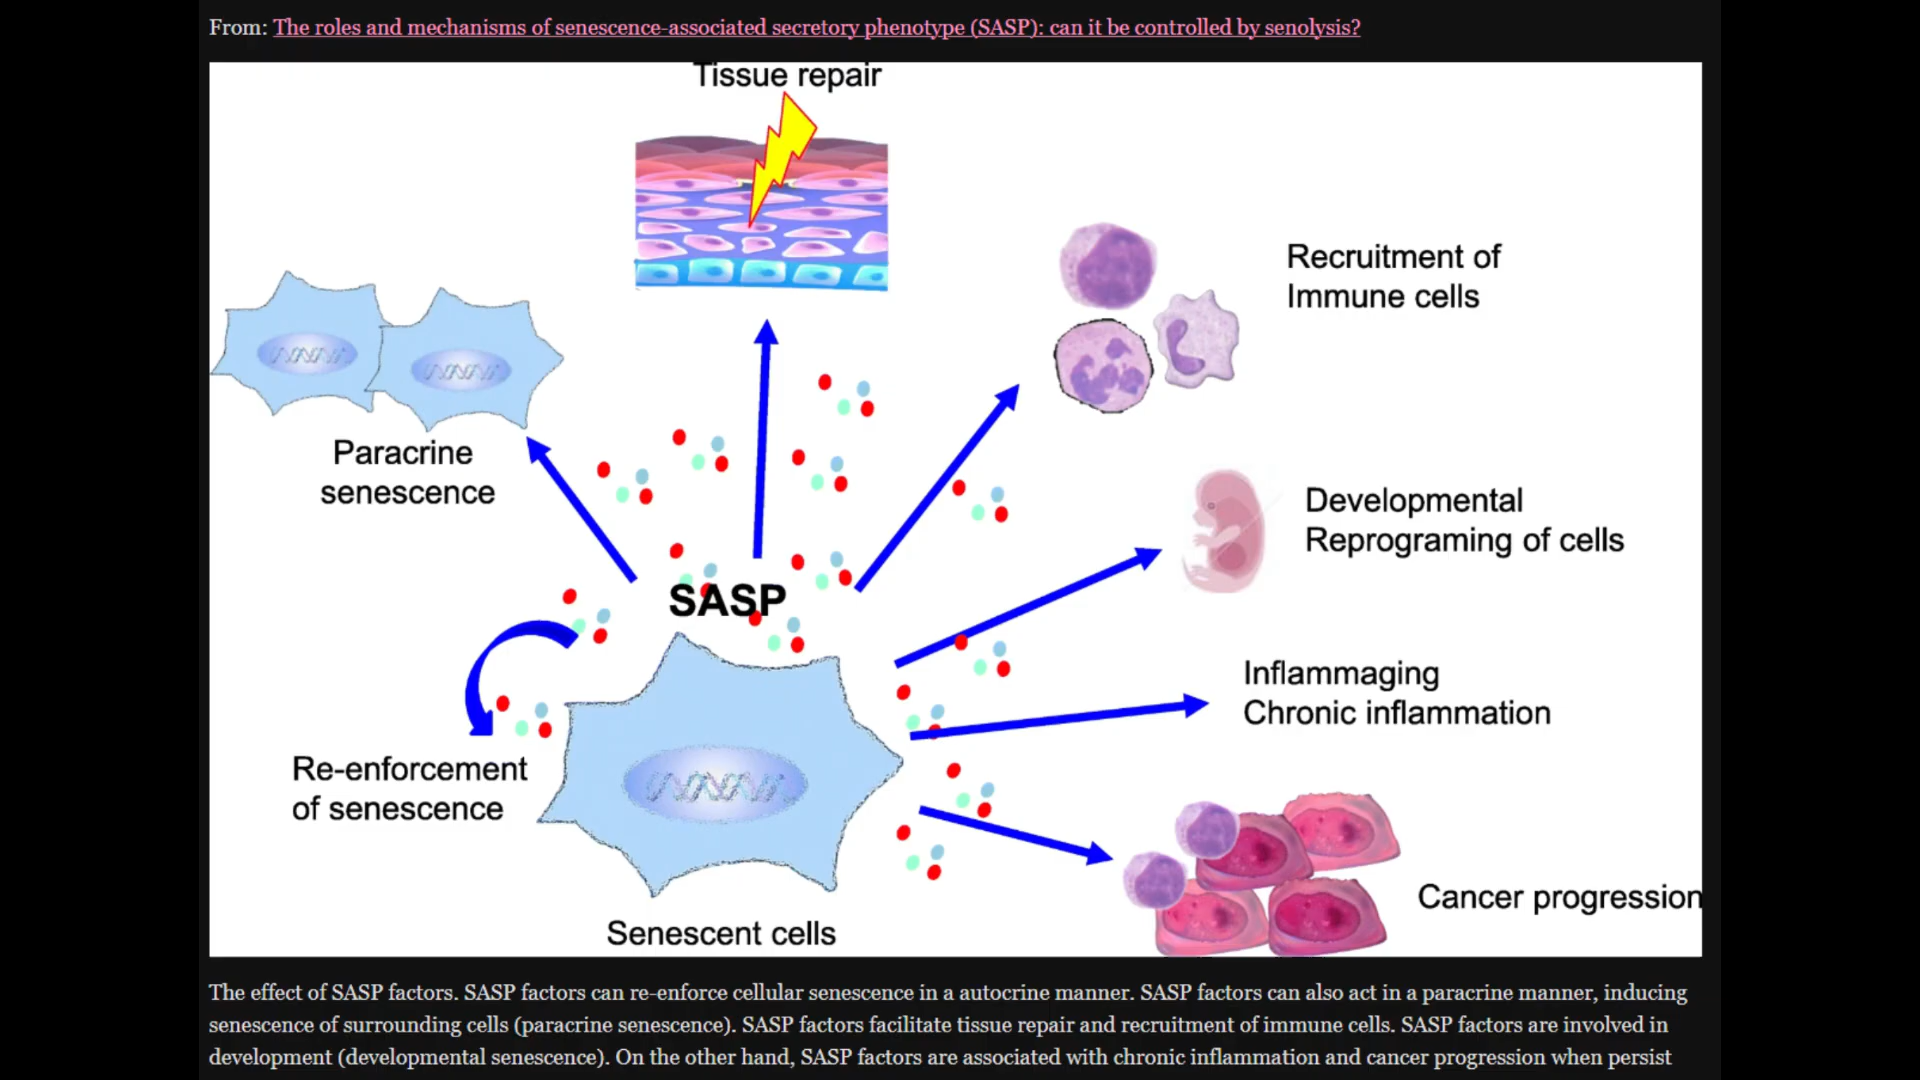 From: The roles and mechanisms of senescence-associated secretory phenotype (SASP): can it be controlled by senolysis?
Tissue repair
Recruitment of
Immune cells
Paracrine
senescence
Developmental
Reprograming of cells
SASP
Inflammaging
Chronic inflammation
Re-enforcement
of senescence
Cancer progression
Senescent cells
The effect of SASP factors. SASP factors can re-enforce cellular senescence in a autocrine manner. SASP factors can also act in a paracrine manner, inducing
senescence of surrounding cells (paracrine senescence). SASP factors facilitate tissue repair and recruitment of immune cells. SASP factors are involved in
development (developmental senescence). On the other hand, SASP factors are associated with chronic inflammation and cancer progression when persist